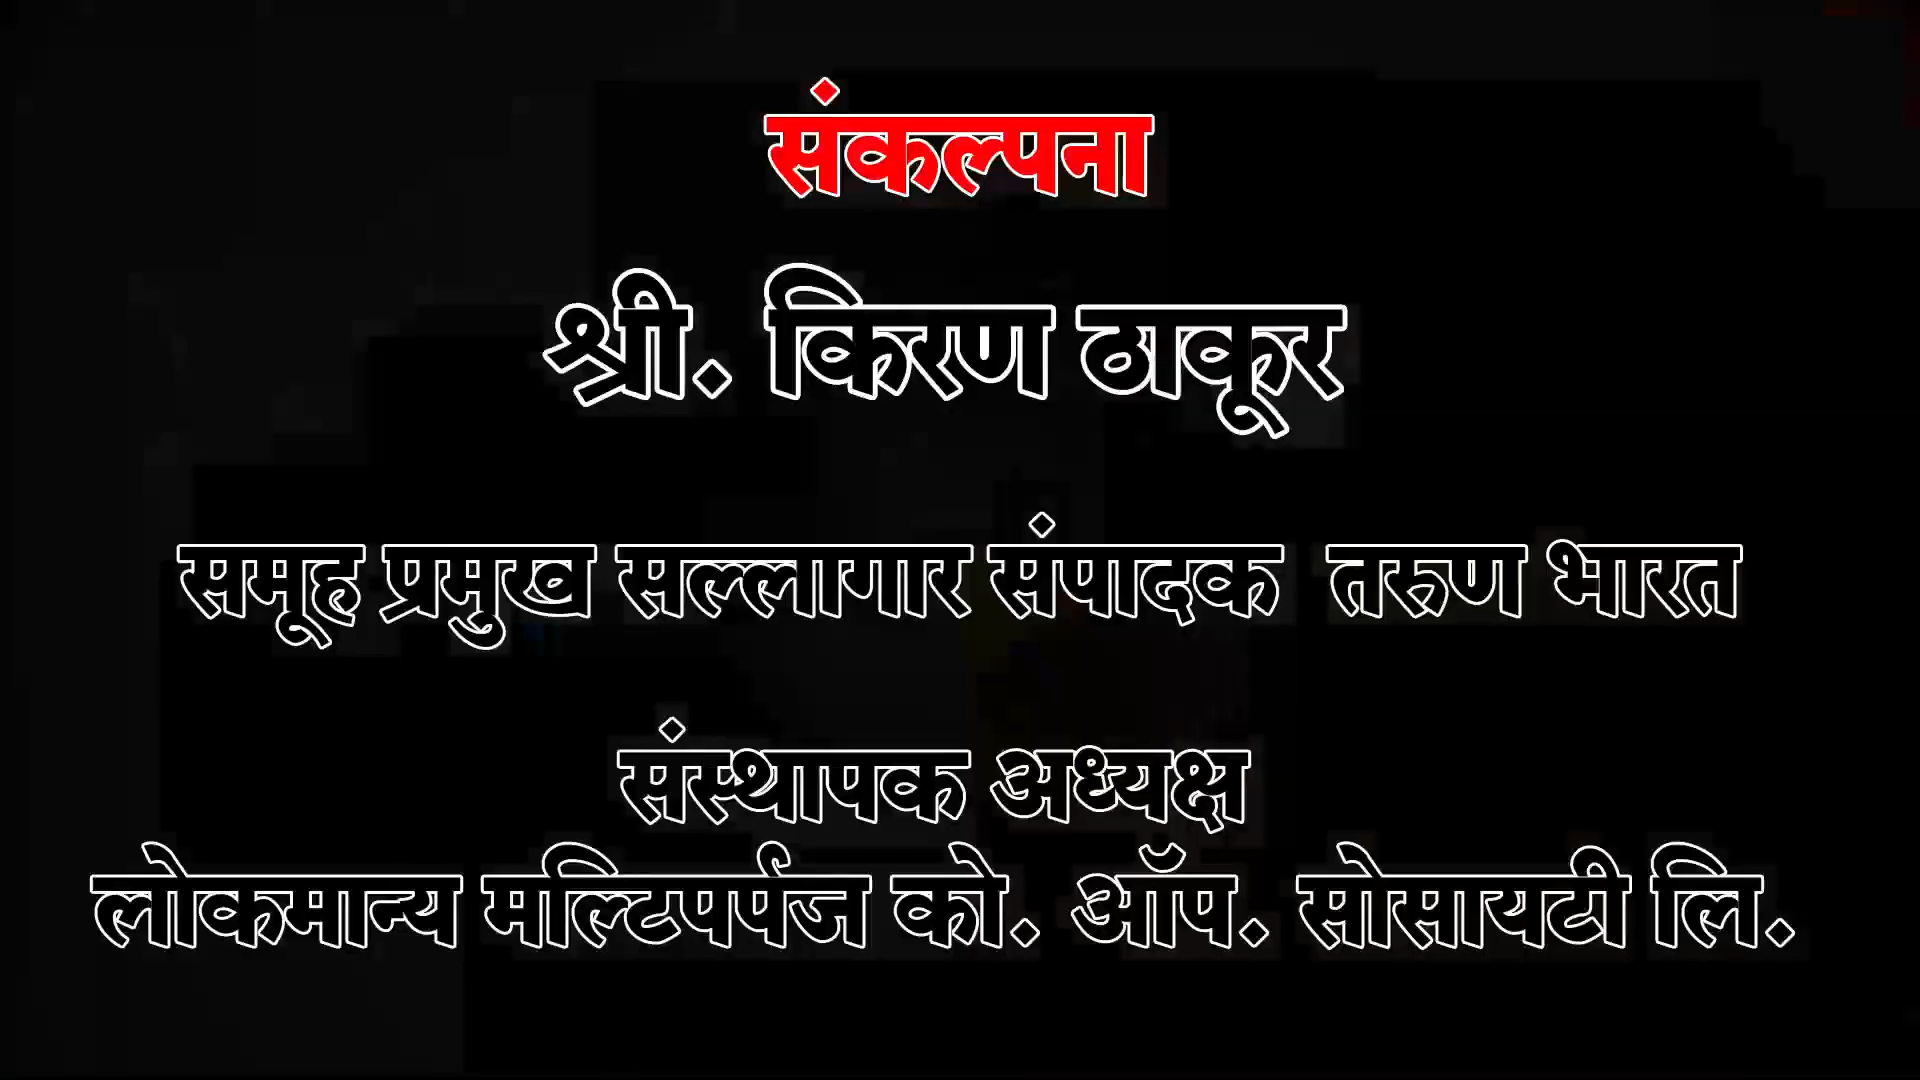 संकल्पना
श्री. किरण ठाकूर
समूह प्रमुख सल्लागार संपादक तरुण भारत
संस्थापक अध्यक्ष
लोकमान्य मल्टिपर्पज को. ऑप. सोसायटी लि.